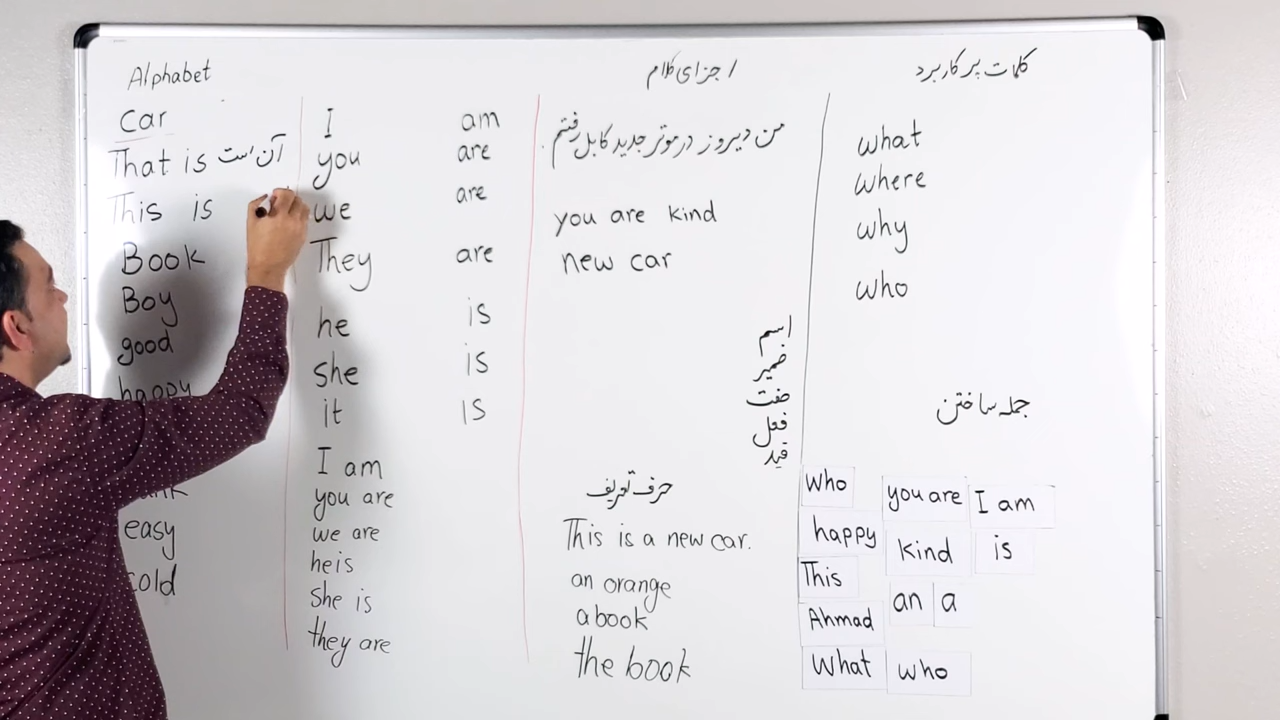 Alphabet
car
That is آن است
This is
Book
Boy
good
happy
easy
cold
I am
you are
we are
They are
he is
she is
it is
I am
you are
we are
he is
She is
they are
اجزای کلام
من دیروز در موتر جدید کابل رفتم.
you are kind
new car
اسم
ضمیر
صفت
فعل
قید
حرف تعریف
This is a new car.
an orange
a book
the book
کلمات پر کاربرد
what
where
why
who
جمله ساختن
Who you are I am
happy kind is
This an a
Ahmad
What who